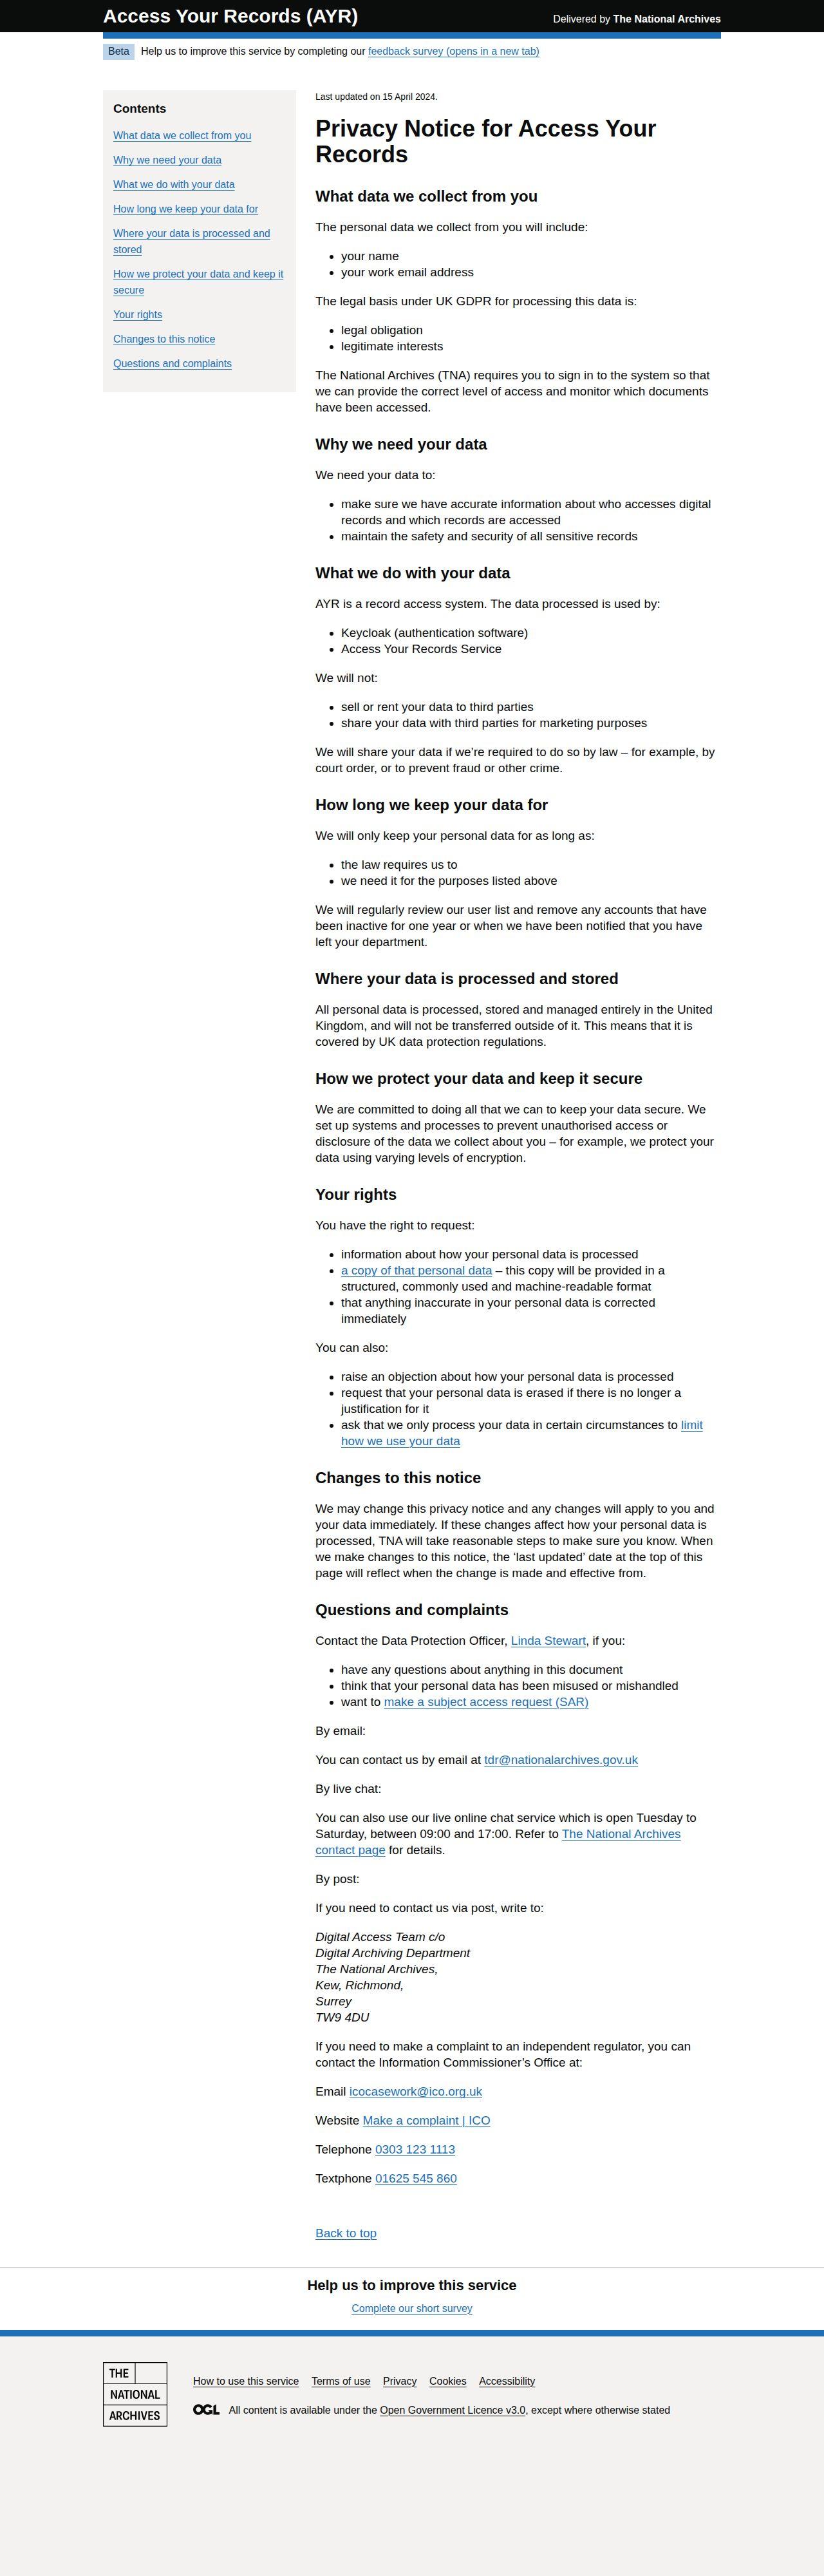 Access Your Records (AYR)
Delivered by The National Archives
Beta
Help us to improve this service by completing our feedback survey (opens in a new tab)
Contents
What data we collect from you
Why we need your data
What we do with your data
How long we keep your data for
Where your data is processed and
stored
How we protect your data and keep it
secure
Your rights
Changes to this notice
Questions and complaints
Last updated on 15 April 2024.
Privacy Notice for Access Your
Records
What data we collect from you
The personal data we collect from you will include:
• your name
• your work email address
The legal basis under UK GDPR for processing this data is:
• legal obligation
• legitimate interests
The National Archives (TNA) requires you to sign in to the system so that
we can provide the correct level of access and monitor which documents
have been accessed.
Why we need your data
We need your data to:
• make sure we have accurate information about who accesses digital
records and which records are accessed
• maintain the safety and security of all sensitive records
What we do with your data
AYR is a record access system. The data processed is used by:
• Keycloak (authentication software)
• Access Your Records Service
We will not:
• sell or rent your data to third parties
• share your data with third parties for marketing purposes
We will share your data if we’re required to do so by law – for example, by
court order, or to prevent fraud or other crime.
How long we keep your data for
We will only keep your personal data for as long as:
• the law requires us to
• we need it for the purposes listed above
We will regularly review our user list and remove any accounts that have
been inactive for one year or when we have been notified that you have
left your department.
Where your data is processed and stored
All personal data is processed, stored and managed entirely in the United
Kingdom, and will not be transferred outside of it. This means that it is
covered by UK data protection regulations.
How we protect your data and keep it secure
We are committed to doing all that we can to keep your data secure. We
set up systems and processes to prevent unauthorised access or
disclosure of the data we collect about you – for example, we protect your
data using varying levels of encryption.
Your rights
You have the right to request:
• information about how your personal data is processed
• a copy of that personal data – this copy will be provided in a
structured, commonly used and machine-readable format
• that anything inaccurate in your personal data is corrected
immediately
You can also:
• raise an objection about how your personal data is processed
• request that your personal data is erased if there is no longer a
justification for it
• ask that we only process your data in certain circumstances to limit
how we use your data
Changes to this notice
We may change this privacy notice and any changes will apply to you and
your data immediately. If these changes affect how your personal data is
processed, TNA will take reasonable steps to make sure you know. When
we make changes to this notice, the ‘last updated’ date at the top of this
page will reflect when the change is made and effective from.
Questions and complaints
Contact the Data Protection Officer, Linda Stewart, if you:
• have any questions about anything in this document
• think that your personal data has been misused or mishandled
• want to make a subject access request (SAR)
By email:
You can contact us by email at tdr@nationalarchives.gov.uk
By live chat:
You can also use our live online chat service which is open Tuesday to
Saturday, between 09:00 and 17:00. Refer to The National Archives
contact page for details.
By post:
If you need to contact us via post, write to:
Digital Access Team c/o
Digital Archiving Department
The National Archives,
Kew, Richmond,
Surrey
TW9 4DU
If you need to make a complaint to an independent regulator, you can
contact the Information Commissioner’s Office at:
Email icocasework@ico.org.uk
Website Make a complaint | ICO
Telephone 0303 123 1113
Textphone 01625 545 860
Back to top
Help us to improve this service
Complete our short survey
THE
NATIONAL
ARCHIVES
How to use this service Terms of use Privacy Cookies Accessibility
OGL All content is available under the Open Government Licence v3.0, except where otherwise stated